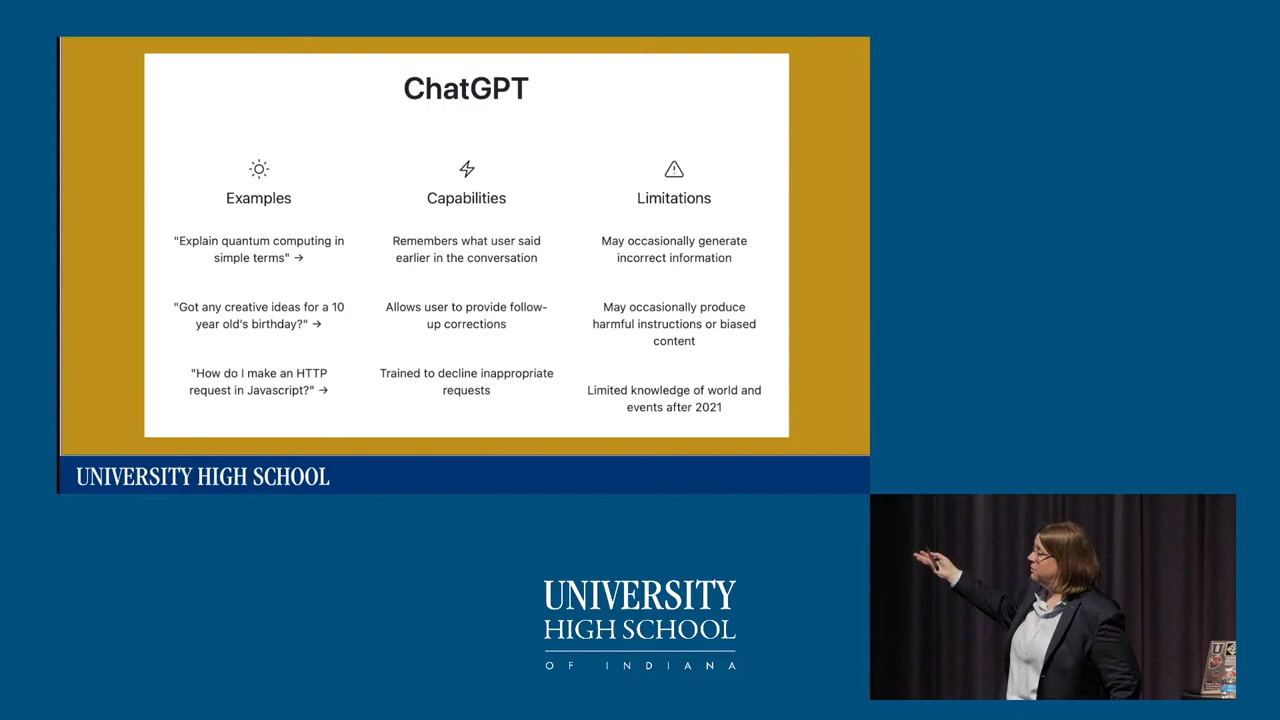 ChatGPT
Examples
"Explain quantum computing in
simple terms" →
"Got any creative ideas for a 10
year old's birthday?" →
"How do I make an HTTP
request in Javascript?" →
Capabilities
Remembers what user said
earlier in the conversation
Allows user to provide follow-
up corrections
Trained to decline inappropriate
requests
Limitations
May occasionally generate
incorrect information
May occasionally produce
harmful instructions or biased
content
Limited knowledge of world and
events after 2021
UNIVERSITY HIGH SCHOOL
UNIVERSITY
HIGH SCHOOL
OF INDIANA